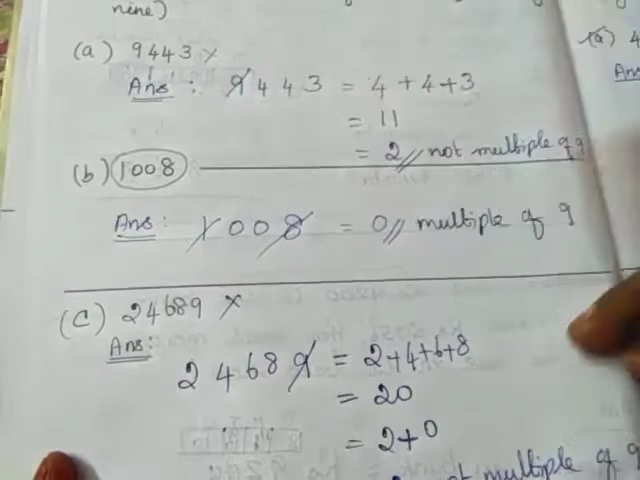 nine)
(a) 9443 ×
Ans : 9443 = 4+4+3
= 11
= 2// not multiple of 9
(b) 1008
Ans : 1008 = 0// multiple of 9
(c) 24689 ×
Ans:
24689 = 2+4+6+8
= 20
= 2+0
not multiple of 9
(a) 4
Ans